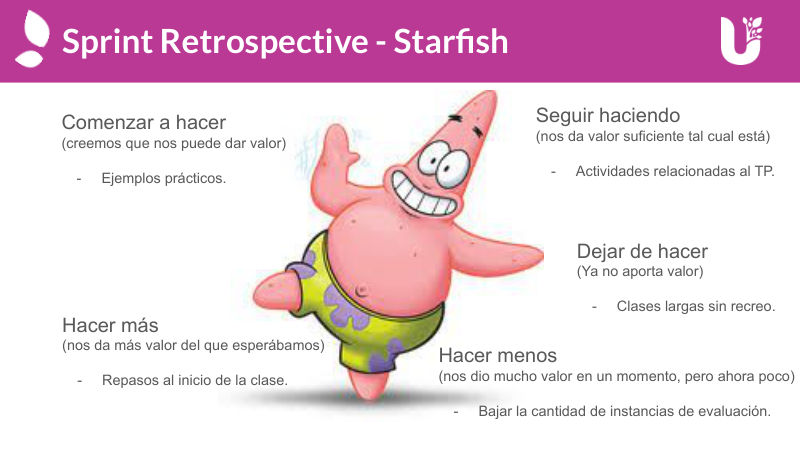 Sprint Retrospective - Starfish
Comenzar a hacer
(creemos que nos puede dar valor)
- Ejemplos prácticos.
Seguir haciendo
(nos da valor suficiente tal cual está)
- Actividades relacionadas al TP.
Dejar de hacer
(Ya no aporta valor)
- Clases largas sin recreo.
Hacer más
(nos da más valor del que esperábamos)
- Repasos al inicio de la clase.
Hacer menos
(nos dio mucho valor en un momento, pero ahora poco)
- Bajar la cantidad de instancias de evaluación.